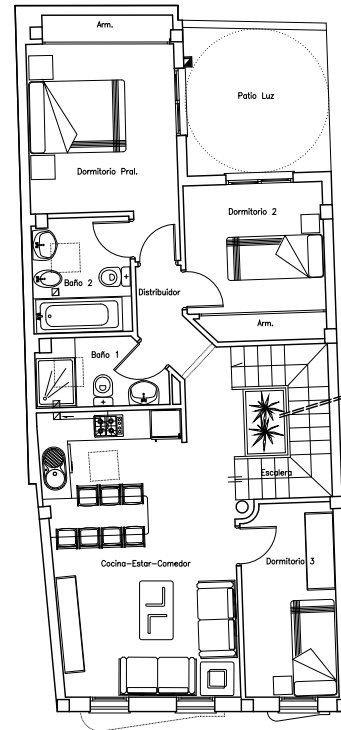 Arm.
Patio Luz
Dormitorio Pral.
Dormitorio 2
Baño 2
Distribuidor
Arm.
Baño 1
Escalera
Cocina-Estar-Comedor
Dormitorio 3